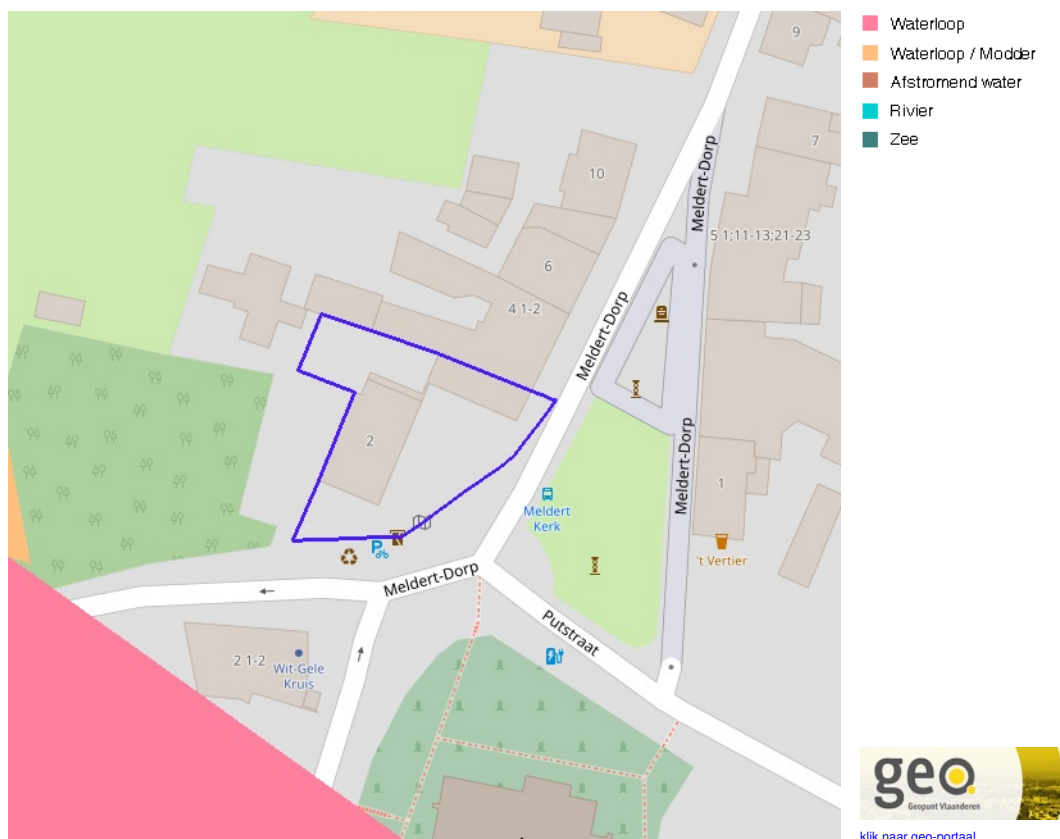 9
7
10
Meldert-Dorp
5 1;11-13;21-23
6
4 1-2
Meldert-Dorp
2
Meldert
Kerk
Meldert-Dorp
1
't Vertier
P
Meldert-Dorp
Putstraat
2 1-2
Wit-Gele
Kruis
Waterloop
Waterloop / Modder
Afstromend water
Rivier
Zee
geo
Geopunt Vlaanderen
klik naar geo-portaal